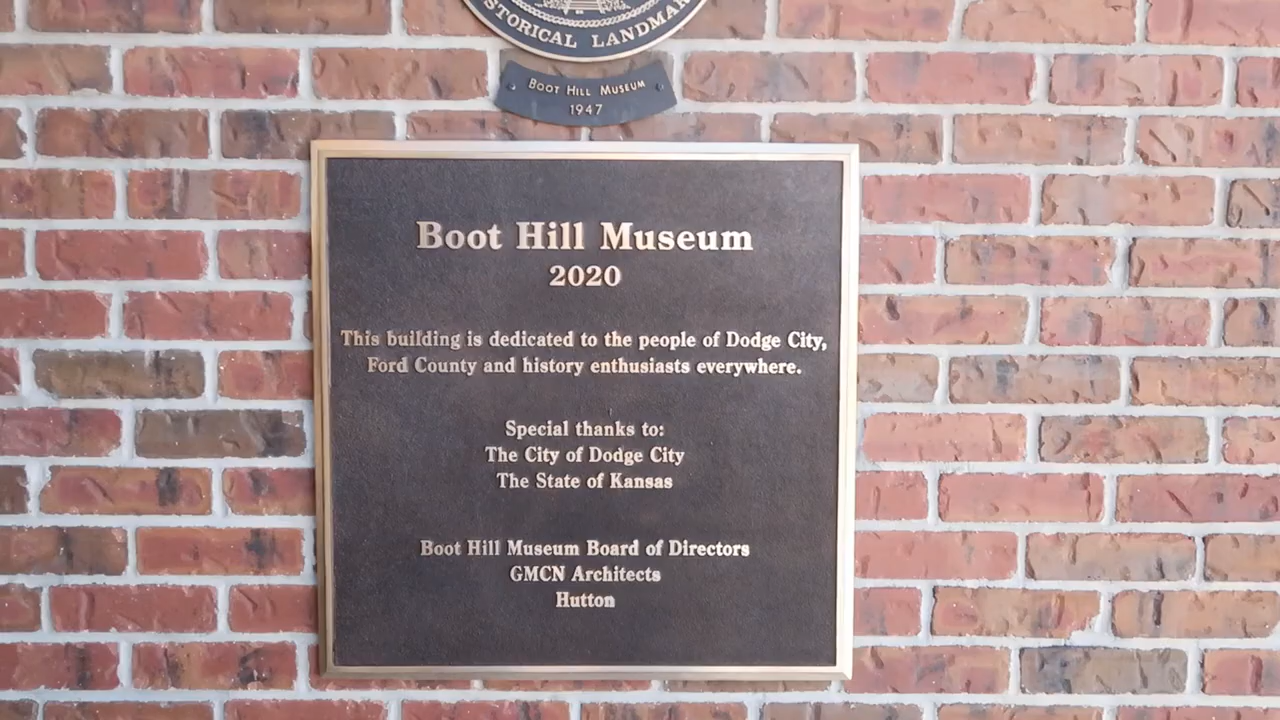 HISTORICAL LANDMARK
BOOT HILL MUSEUM
1947
Boot Hill Museum
2020
This building is dedicated to the people of Dodge City,
Ford County and history enthusiasts everywhere.
Special thanks to:
The City of Dodge City
The State of Kansas
Boot Hill Museum Board of Directors
GMCN Architects
Hutton